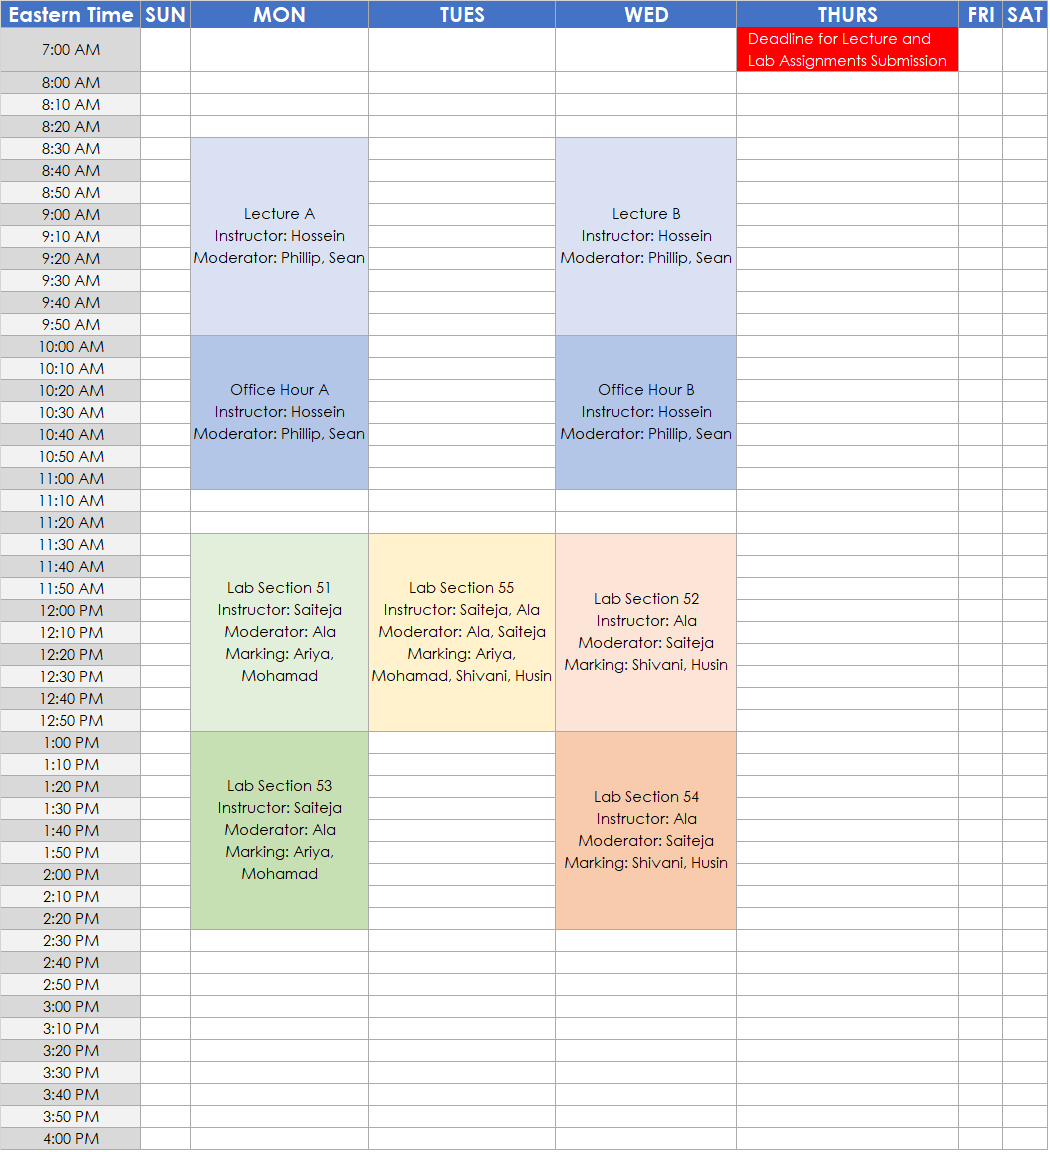 Eastern Time SUN MON TUES WED THURS FRI SAT
7:00 AM
Deadline for Lecture and
Lab Assignments Submission
8:00 AM
8:10 AM
8:20 AM
8:30 AM
8:40 AM
8:50 AM
9:00 AM
9:10 AM
9:20 AM
9:30 AM
9:40 AM
9:50 AM
Lecture A
Instructor: Hossein
Moderator: Phillip, Sean
Lecture B
Instructor: Hossein
Moderator: Phillip, Sean
10:00 AM
10:10 AM
10:20 AM
10:30 AM
10:40 AM
10:50 AM
11:00 AM
Office Hour A
Instructor: Hossein
Moderator: Phillip, Sean
Office Hour B
Instructor: Hossein
Moderator: Phillip, Sean
11:10 AM
11:20 AM
11:30 AM
11:40 AM
11:50 AM
12:00 PM
12:10 PM
12:20 PM
12:30 PM
12:40 PM
12:50 PM
Lab Section 51
Instructor: Saiteja
Moderator: Ala
Marking: Ariya,
Mohamad
Lab Section 55
Instructor: Saiteja, Ala
Moderator: Ala, Saiteja
Marking: Ariya,
Mohamad, Shivani, Husin
Lab Section 52
Instructor: Ala
Moderator: Saiteja
Marking: Shivani, Husin
1:00 PM
1:10 PM
1:20 PM
1:30 PM
1:40 PM
1:50 PM
2:00 PM
2:10 PM
2:20 PM
Lab Section 53
Instructor: Saiteja
Moderator: Ala
Marking: Ariya,
Mohamad
Lab Section 54
Instructor: Ala
Moderator: Saiteja
Marking: Shivani, Husin
2:30 PM
2:40 PM
2:50 PM
3:00 PM
3:10 PM
3:20 PM
3:30 PM
3:40 PM
3:50 PM
4:00 PM